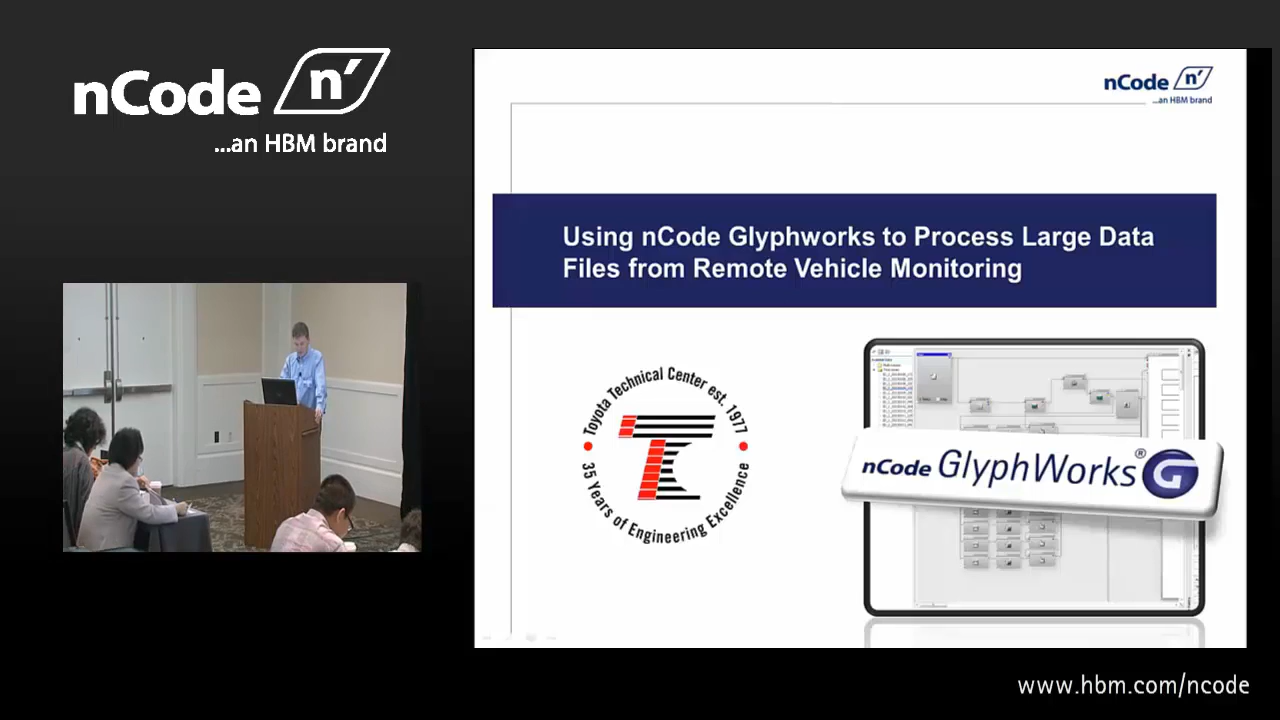 nCode n'
...an HBM brand
nCode n'
...an HBM brand
Using nCode Glyphworks to Process Large Data
Files from Remote Vehicle Monitoring
Toyota Technical Center est. 1977
35 Years of Engineering Excellence
nCode GlyphWorks® G
www.hbm.com/ncode